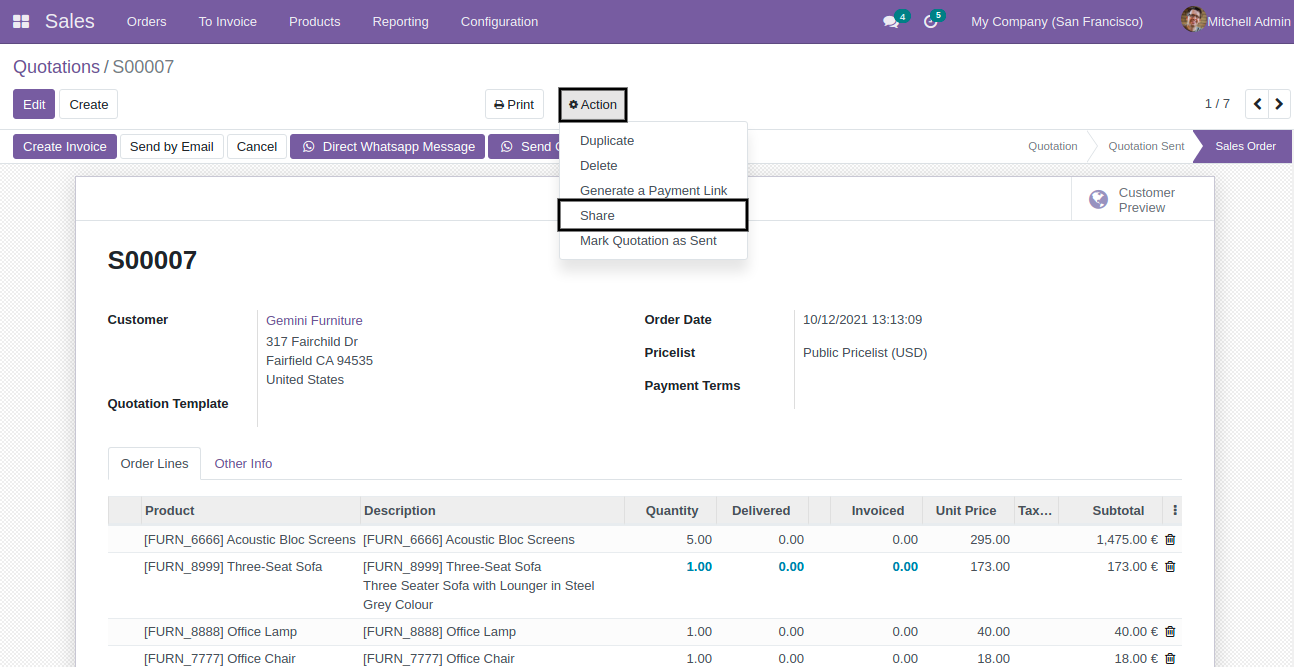 Sales Orders To Invoice Products Reporting Configuration 4 5 My Company (San Francisco) Mitchell Admin
Quotations / S00007
Edit Create Print Action 1 / 7
Create Invoice Send by Email Cancel Direct Whatsapp Message Send Quotation Quotation Sent Sales Order
Duplicate
Delete
Generate a Payment Link
Share
Mark Quotation as Sent
Customer
Preview
S00007
Customer Gemini Furniture
317 Fairchild Dr
Fairfield CA 94535
United States
Quotation Template
Order Date 10/12/2021 13:13:09
Pricelist Public Pricelist (USD)
Payment Terms
Order Lines Other Info
Product Description Quantity Delivered Invoiced Unit Price Tax… Subtotal
[FURN_6666] Acoustic Bloc Screens [FURN_6666] Acoustic Bloc Screens 5.00 0.00 0.00 295.00 1,475.00 €
[FURN_8999] Three-Seat Sofa [FURN_8999] Three-Seat Sofa 1.00 0.00 0.00 173.00 173.00 €
Three Seater Sofa with Lounger in Steel
Grey Colour
[FURN_8888] Office Lamp [FURN_8888] Office Lamp 1.00 0.00 0.00 40.00 40.00 €
[FURN_7777] Office Chair [FURN_7777] Office Chair 1.00 0.00 0.00 18.00 18.00 €